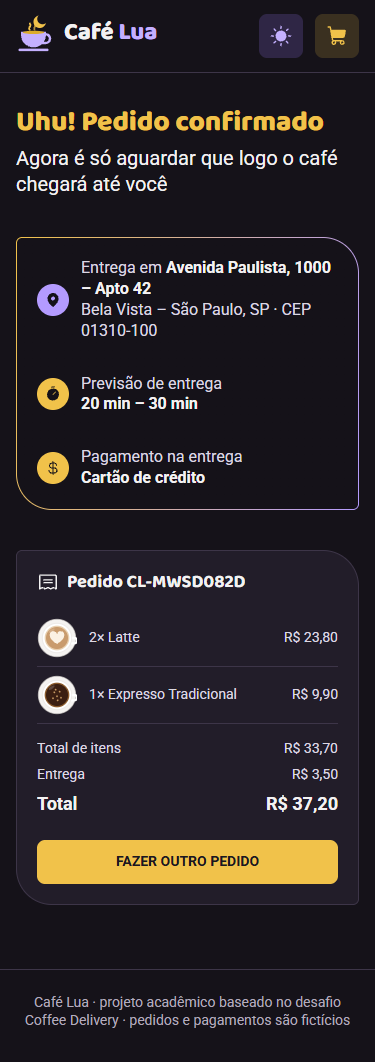 Café Lua
Uhu! Pedido confirmado
Agora é só aguardar que logo o café
chegará até você
Entrega em Avenida Paulista, 1000
– Apto 42
Bela Vista – São Paulo, SP · CEP
01310-100
Previsão de entrega
20 min – 30 min
Pagamento na entrega
Cartão de crédito
Pedido CL-MWSD082D
2× Latte R$ 23,80
1× Expresso Tradicional R$ 9,90
Total de itens R$ 33,70
Entrega R$ 3,50
Total R$ 37,20
FAZER OUTRO PEDIDO
Café Lua · projeto acadêmico baseado no desafio
Coffee Delivery · pedidos e pagamentos são fictícios